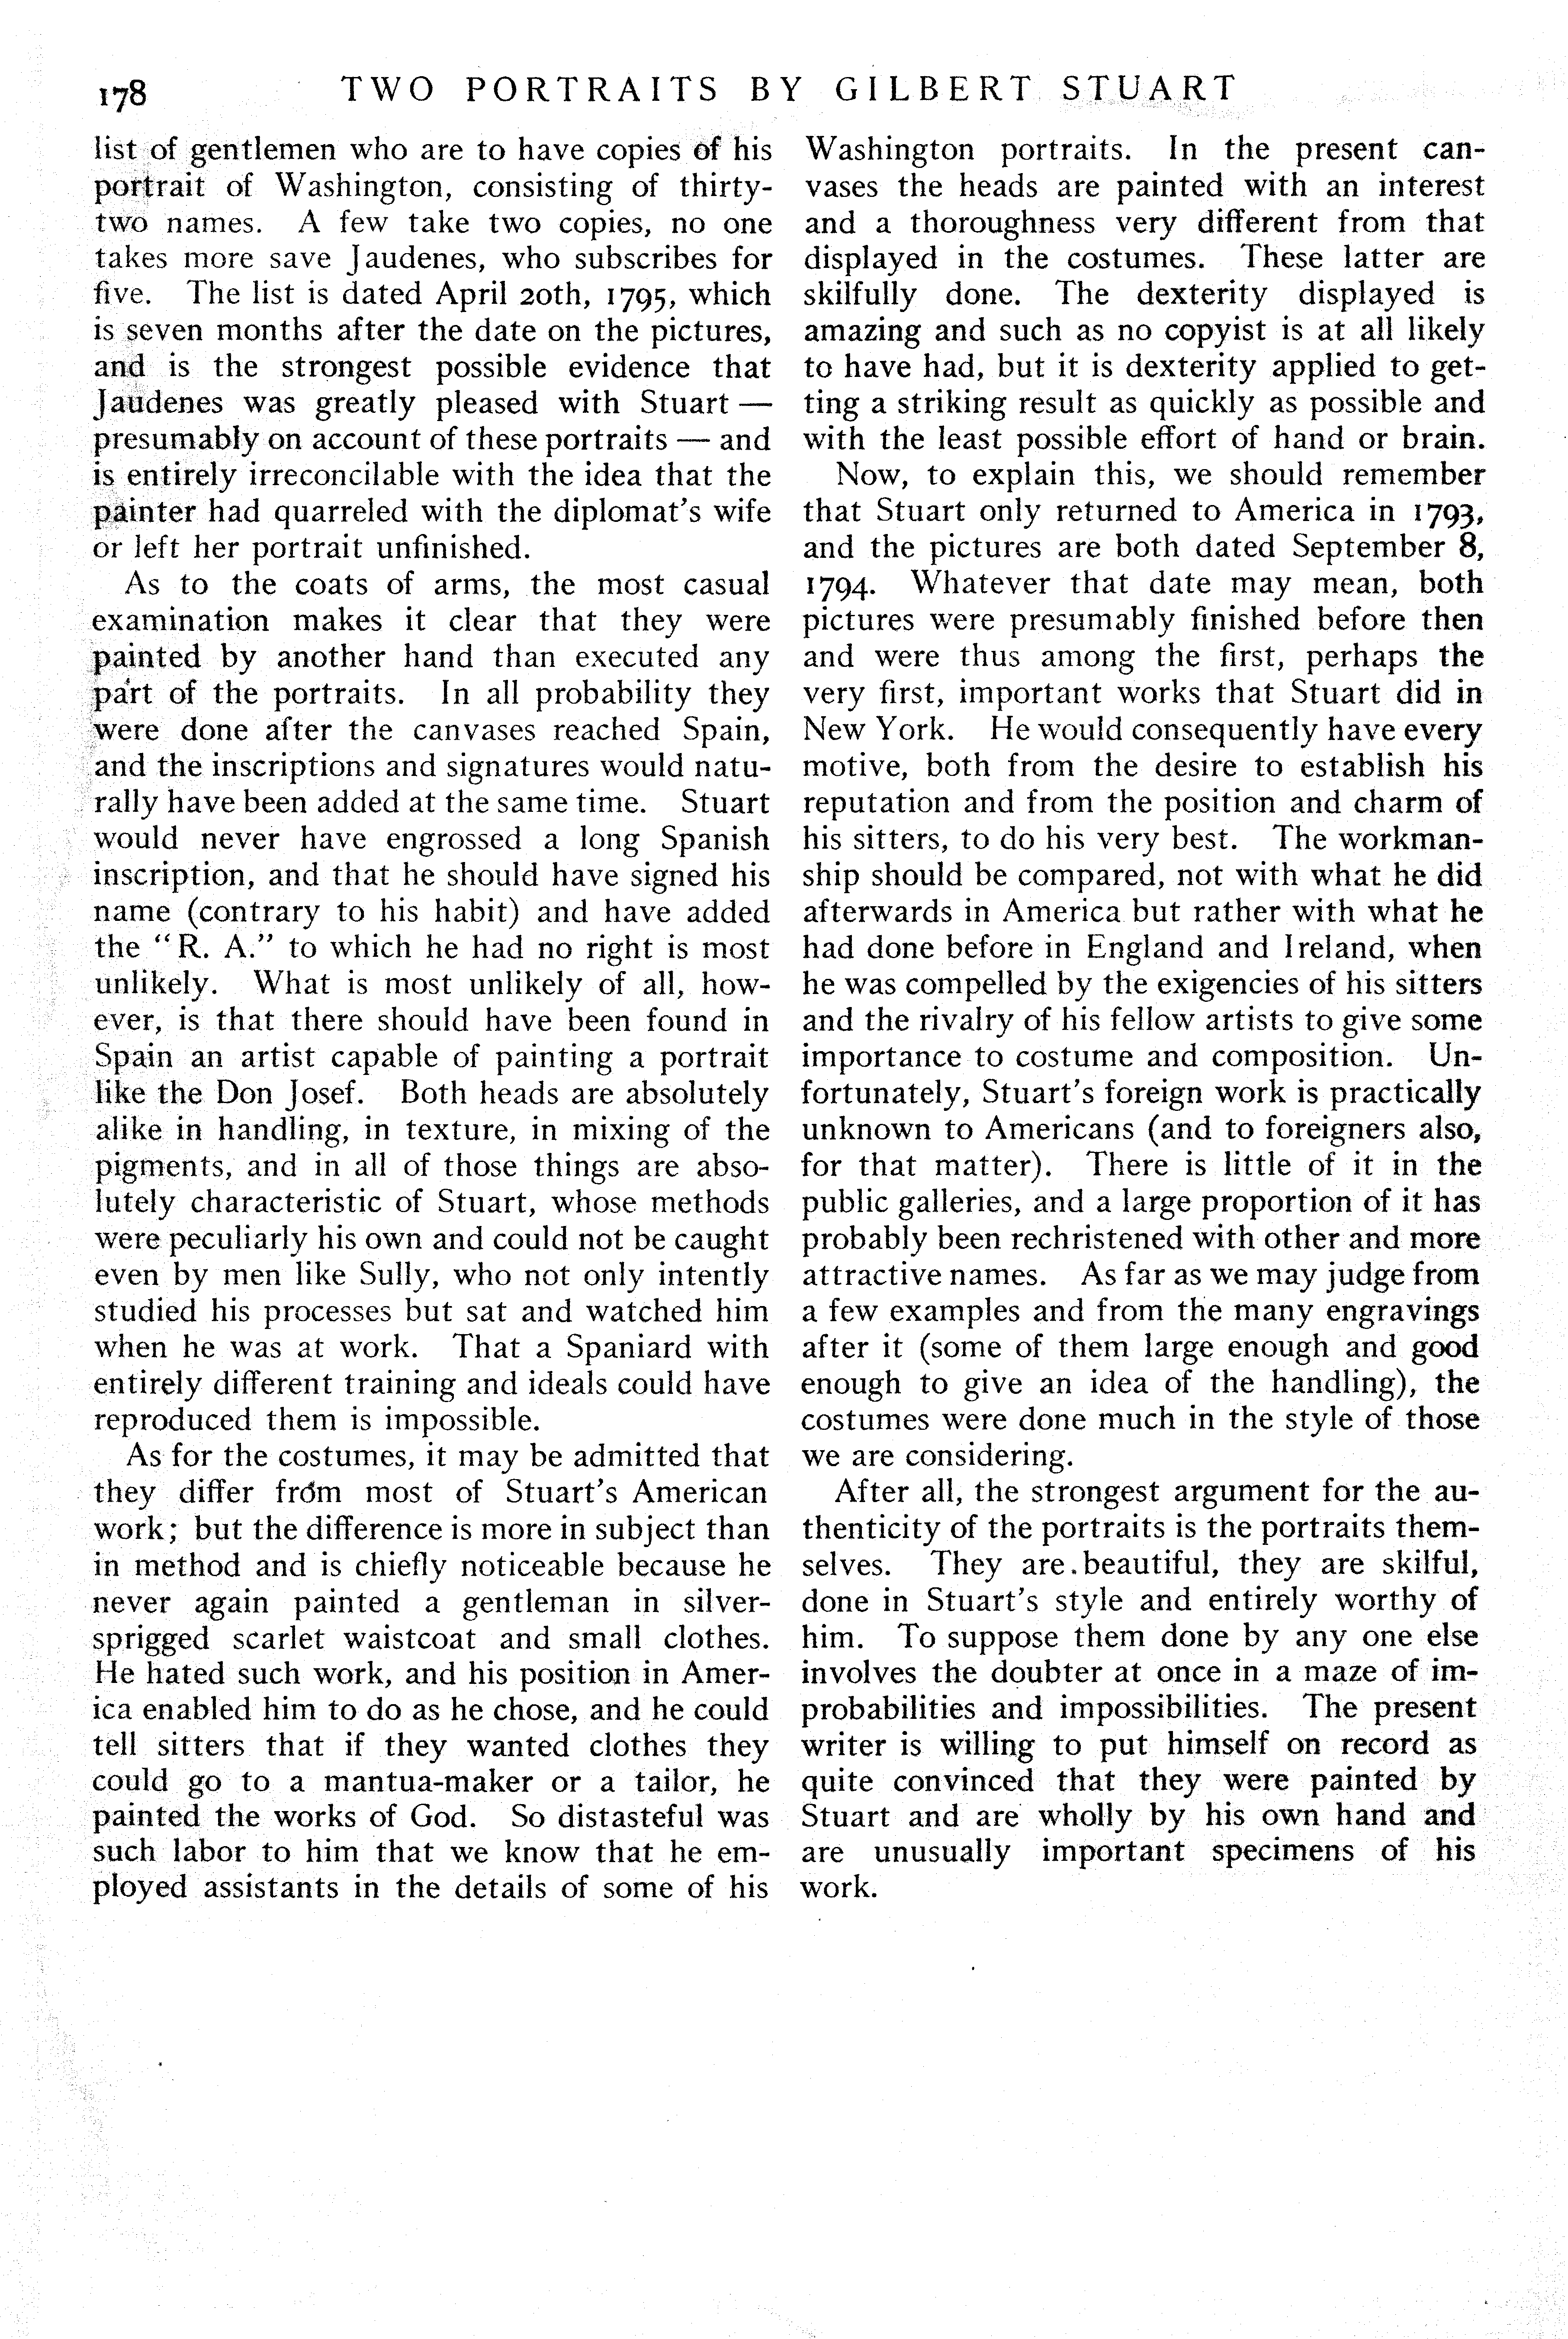 178
TWO PORTRAITS BY GILBERT STUART
list of gentlemen who are to have copies of his
portrait of Washington, consisting of thirty-
two names. A few take two copies, no one
takes more save Jaudenes, who subscribes for
five. The list is dated April 20th, 1795, which
is seven months after the date on the pictures,
and is the strongest possible evidence that
Jaudenes was greatly pleased with Stuart —
presumably on account of these portraits — and
is entirely irreconcilable with the idea that the
painter had quarreled with the diplomat's wife
or left her portrait unfinished.
As to the coats of arms, the most casual
examination makes it clear that they were
painted by another hand than executed any
part of the portraits. In all probability they
were done after the canvases reached Spain,
and the inscriptions and signatures would natu-
rally have been added at the same time. Stuart
would never have engrossed a long Spanish
inscription, and that he should have signed his
name (contrary to his habit) and have added
the "R. A." to which he had no right is most
unlikely. What is most unlikely of all, how-
ever, is that there should have been found in
Spain an artist capable of painting a portrait
like the Don Josef. Both heads are absolutely
alike in handling, in texture, in mixing of the
pigments, and in all of those things are abso-
lutely characteristic of Stuart, whose methods
were peculiarly his own and could not be caught
even by men like Sully, who not only intently
studied his processes but sat and watched him
when he was at work. That a Spaniard with
entirely different training and ideals could have
reproduced them is impossible.
As for the costumes, it may be admitted that
they differ from most of Stuart's American
work; but the difference is more in subject than
in method and is chiefly noticeable because he
never again painted a gentleman in silver-
sprigged scarlet waistcoat and small clothes.
He hated such work, and his position in Amer-
ica enabled him to do as he chose, and he could
tell sitters that if they wanted clothes they
could go to a mantua-maker or a tailor, he
painted the works of God. So distasteful was
such labor to him that we know that he em-
ployed assistants in the details of some of his
Washington portraits. In the present can-
vases the heads are painted with an interest
and a thoroughness very different from that
displayed in the costumes. These latter are
skilfully done. The dexterity displayed is
amazing and such as no copyist is at all likely
to have had, but it is dexterity applied to get-
ting a striking result as quickly as possible and
with the least possible effort of hand or brain.
Now, to explain this, we should remember
that Stuart only returned to America in 1793,
and the pictures are both dated September 8,
1794. Whatever that date may mean, both
pictures were presumably finished before then
and were thus among the first, perhaps the
very first, important works that Stuart did in
New York. He would consequently have every
motive, both from the desire to establish his
reputation and from the position and charm of
his sitters, to do his very best. The workman-
ship should be compared, not with what he did
afterwards in America but rather with what he
had done before in England and Ireland, when
he was compelled by the exigencies of his sitters
and the rivalry of his fellow artists to give some
importance to costume and composition. Un-
fortunately, Stuart's foreign work is practically
unknown to Americans (and to foreigners also,
for that matter). There is little of it in the
public galleries, and a large proportion of it has
probably been rechristened with other and more
attractive names. As far as we may judge from
a few examples and from the many engravings
after it (some of them large enough and good
enough to give an idea of the handling), the
costumes were done much in the style of those
we are considering.
After all, the strongest argument for the au-
thenticity of the portraits is the portraits them-
selves. They are beautiful, they are skilful,
done in Stuart's style and entirely worthy of
him. To suppose them done by any one else
involves the doubter at once in a maze of im-
probabilities and impossibilities. The present
writer is willing to put himself on record as
quite convinced that they were painted by
Stuart and are wholly by his own hand and
are unusually important specimens of his
work.